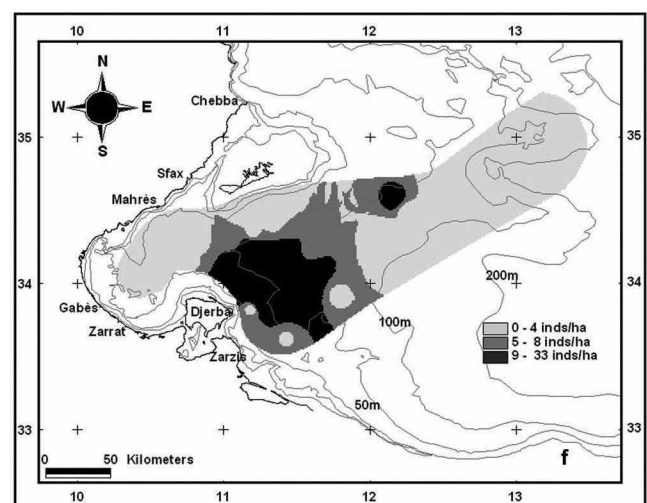 10 11 12 13
N
W E
S
Chebba
35 35
Sfax
Mahrès
34 34
200m
Gabès
Djerba
Zarrat
100m
0 - 4 inds/ha
5 - 8 inds/ha
9 - 33 inds/ha
Zarzis
50m
33 33
0 50 Kilometers
f
10 11 12 13